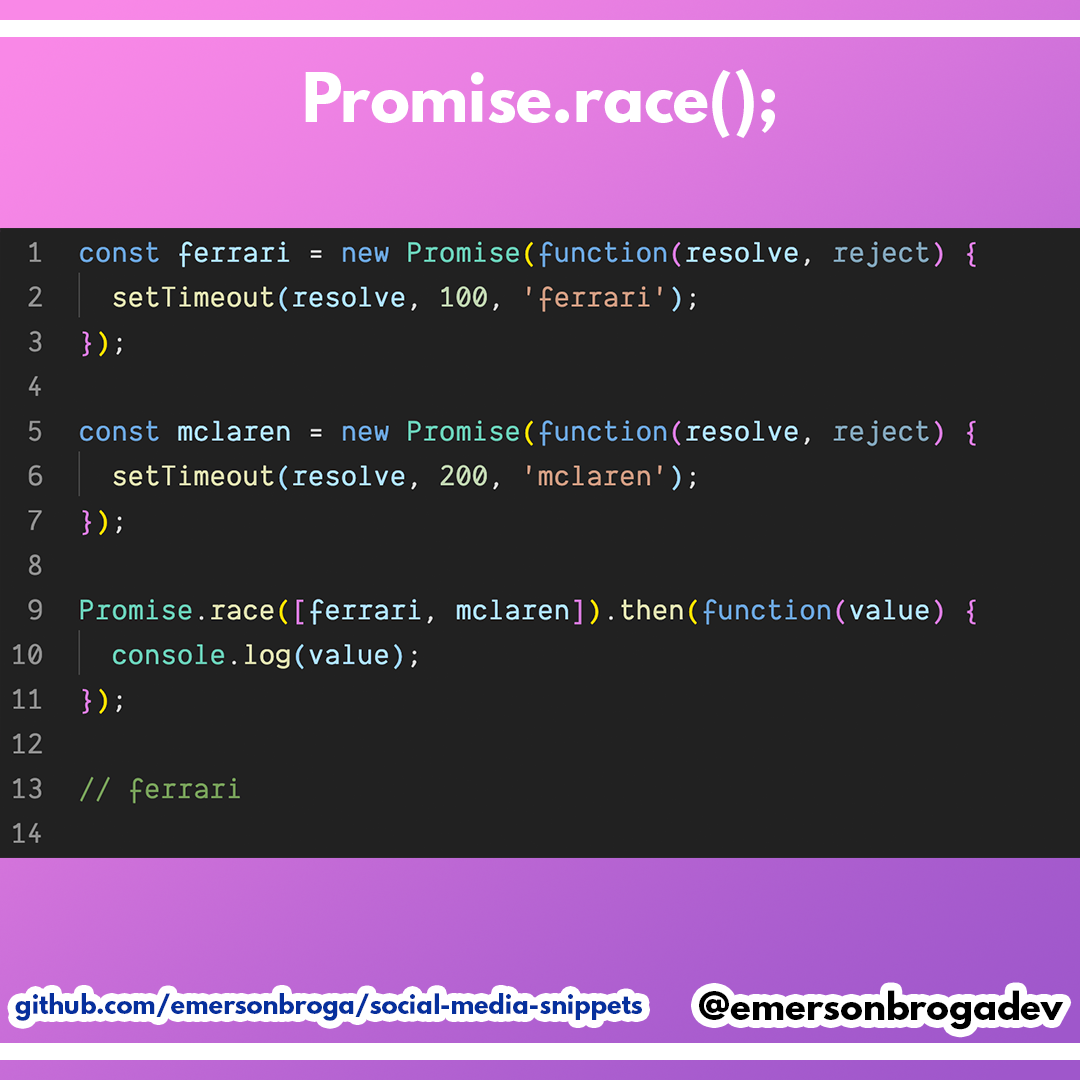 Promise.race();
1 const ferrari = new Promise(function(resolve, reject) {
2   setTimeout(resolve, 100, 'ferrari');
3 });
4
5 const mclaren = new Promise(function(resolve, reject) {
6   setTimeout(resolve, 200, 'mclaren');
7 });
8
9 Promise.race([ferrari, mclaren]).then(function(value) {
10   console.log(value);
11 });
12
13 // ferrari
14
github.com/emersonbroga/social-media-snippets
@emersonbrogadev